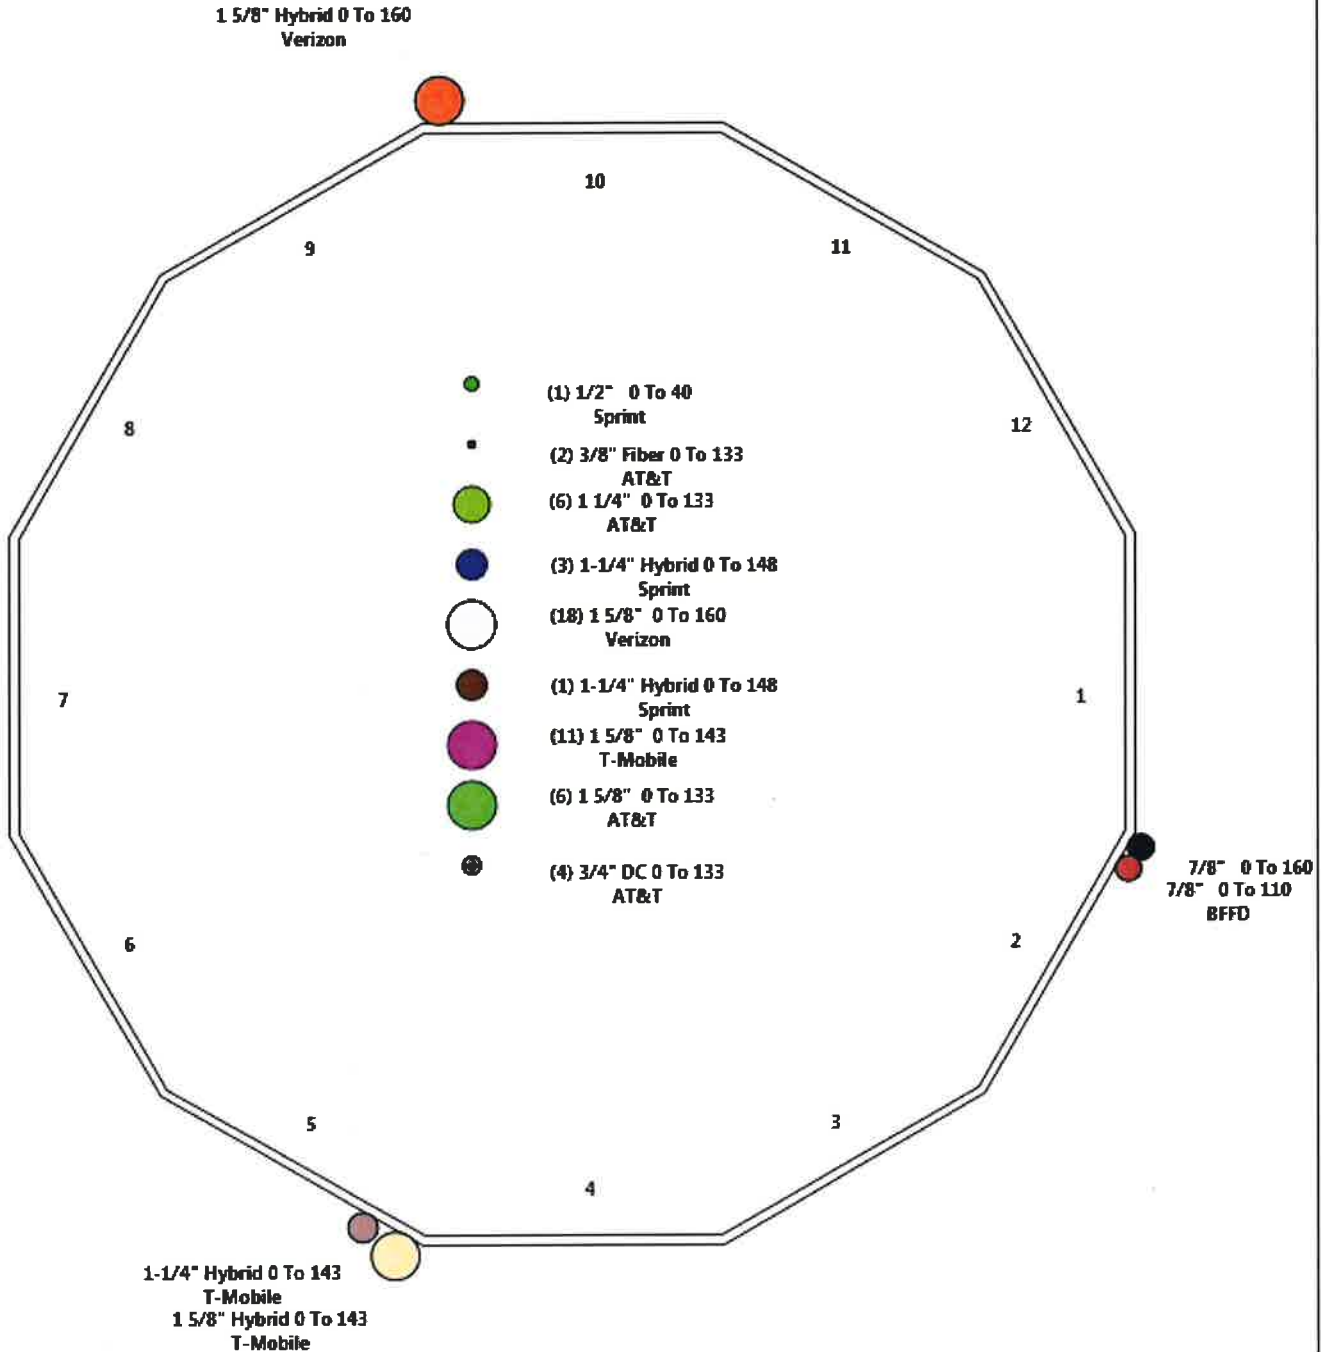 1 5/8" Hybrid 0 To 160
Verizon
10
9
11
8
12
(1) 1/2" 0 To 40
Sprint
(2) 3/8" Fiber 0 To 133
AT&T
(6) 1 1/4" 0 To 133
AT&T
(3) 1-1/4" Hybrid 0 To 148
Sprint
(18) 1 5/8" 0 To 160
Verizon
(1) 1-1/4" Hybrid 0 To 148
Sprint
(11) 1 5/8" 0 To 143
T-Mobile
(6) 1 5/8" 0 To 133
AT&T
(4) 3/4" DC 0 To 133
AT&T
7
1
7/8" 0 To 160
7/8" 0 To 110
BFFD
6
2
5
3
4
1-1/4" Hybrid 0 To 143
T-Mobile
1 5/8" Hybrid 0 To 143
T-Mobile